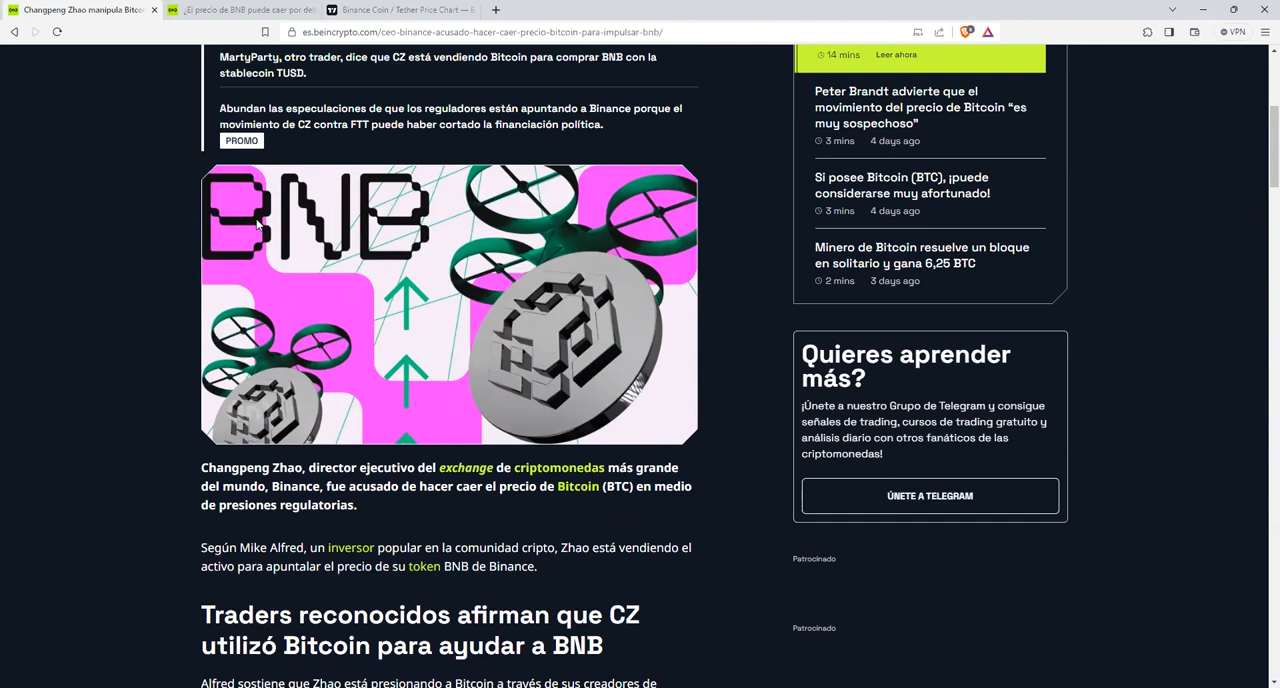 Changpeng Zhao manipula Bitcoi
¿El precio de BNB puede caer por deb
Binance Coin / Tether Price Chart —
es.beincrypto.com/ceo-binance-acusado-hacer-caer-precio-bitcoin-para-impulsar-bnb/
VPN
MartyParty, otro trader, dice que CZ está vendiendo Bitcoin para comprar BNB con la
stablecoin TUSD.
Abundan las especulaciones de que los reguladores están apuntando a Binance porque el
movimiento de CZ contra FTT puede haber cortado la financiación política.
PROMO
BNB
Changpeng Zhao, director ejecutivo del exchange de criptomonedas más grande
del mundo, Binance, fue acusado de hacer caer el precio de Bitcoin (BTC) en medio
de presiones regulatorias.
Según Mike Alfred, un inversor popular en la comunidad cripto, Zhao está vendiendo el
activo para apuntalar el precio de su token BNB de Binance.
Traders reconocidos afirman que CZ
utilizó Bitcoin para ayudar a BNB
Alfred sostiene que Zhao está presionando a Bitcoin a través de sus creadores de
14 mins Leer ahora
Peter Brandt advierte que el
movimiento del precio de Bitcoin “es
muy sospechoso”
3 mins 4 days ago
Si posee Bitcoin (BTC), ¡puede
considerarse muy afortunado!
3 mins 4 days ago
Minero de Bitcoin resuelve un bloque
en solitario y gana 6,25 BTC
2 mins 3 days ago
Quieres aprender
más?
¡Únete a nuestro Grupo de Telegram y consigue
señales de trading, cursos de trading gratuito y
análisis diario con otros fanáticos de las
criptomonedas!
ÚNETE A TELEGRAM
Patrocinado
Patrocinado